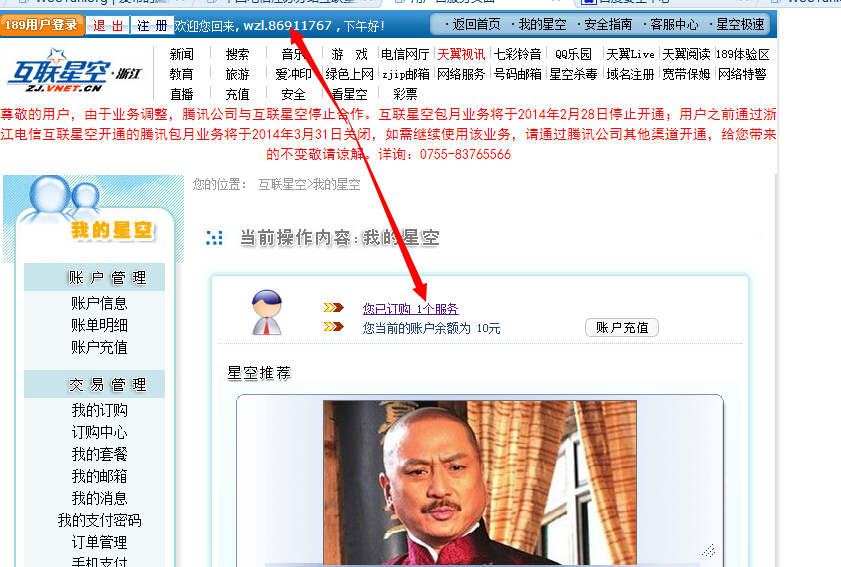 189用户登录 退 出 注 册 欢迎您回来, wzl.86911767 , 下午好! ·返回首页 ·我的星空 ·安全指南 ·客服中心 ·星空极速
互联星空·浙江
ZJ.VNET.CN
新闻 搜索 音乐 游 戏 电信网厅 天翼视讯 七彩铃音 QQ乐园 天翼Live 天翼阅读 189体验区
教育 旅游 爱冲印 绿色上网 zjip邮箱 网络服务 号码邮箱 星空杀毒 域名注册 宽带保姆 网络特警
直播 充值 安全 看星空 彩票
尊敬的用户，由于业务调整，腾讯公司与互联星空停止合作。互联星空包月业务将于2014年2月28日停止开通；用户之前通过浙
江电信互联星空开通的腾讯包月业务将于2014年3月31日关闭，如需继续使用该业务，请通过腾讯公司其他渠道开通，给您带来
的不变敬请谅解。详询：0755-83765566
您的位置： 互联星空>我的星空
我的星空
当前操作内容:我的星空
账 户 管 理
账户信息
账单明细
账户充值
交 易 管 理
我的订购
订购中心
我的套餐
我的邮箱
我的消息
我的支付密码
订单管理
手机支付
您已订购 1个服务
您当前的账户余额为 10元
账户充值
星空推荐